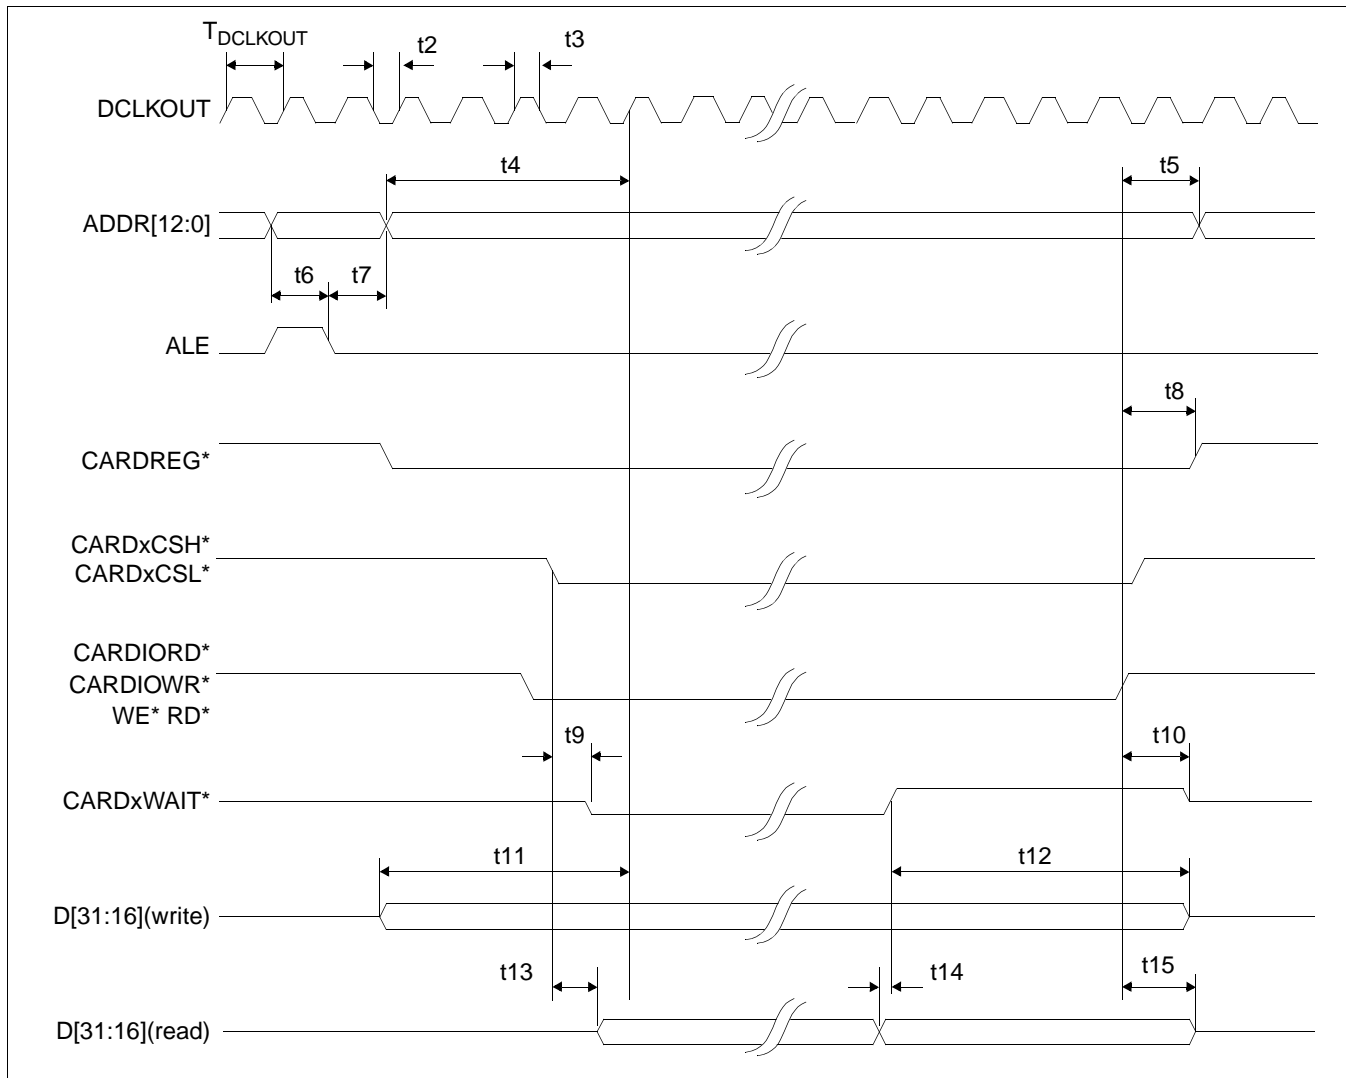 TDCLKOUT
t2
t3
DCLKOUT
t4
t5
ADDR[12:0]
t6
t7
ALE
t8
CARDREG*
CARDxCSH*
CARDxCSL*
CARDIORD*
CARDIOWR*
WE* RD*
t9
t10
CARDxWAIT*
t11
t12
D[31:16](write)
t13
t14
t15
D[31:16](read)